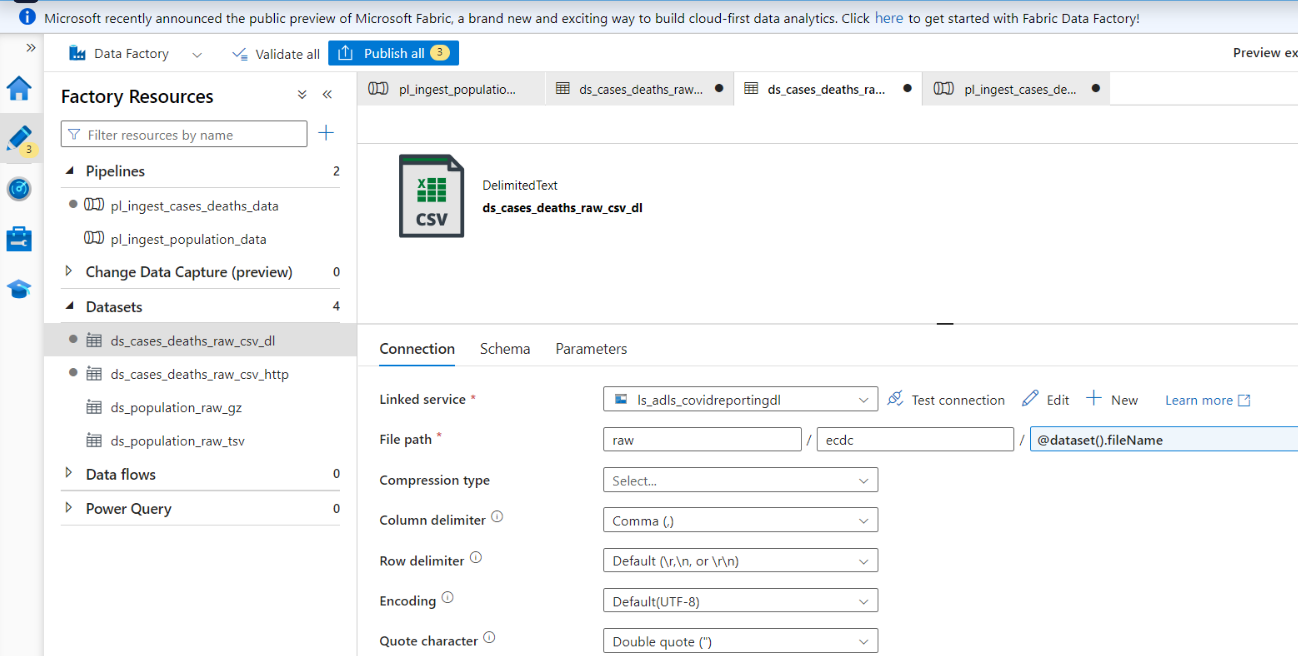 Microsoft recently announced the public preview of Microsoft Fabric, a brand new and exciting way to build cloud-first data analytics. Click here to get started with Fabric Data Factory!
Data Factory Validate all Publish all 3 Preview ex
Factory Resources
pl_ingest_populatio... ds_cases_deaths_raw... ds_cases_deaths_ra... pl_ingest_cases_de...
Filter resources by name
3
Pipelines 2
pl_ingest_cases_deaths_data
pl_ingest_population_data
Change Data Capture (preview) 0
Datasets 4
ds_cases_deaths_raw_csv_dl
ds_cases_deaths_raw_csv_http
ds_population_raw_gz
ds_population_raw_tsv
Data flows 0
Power Query 0
X
CSV
DelimitedText
ds_cases_deaths_raw_csv_dl
Connection Schema Parameters
Linked service * ls_adls_covidreportingdl Test connection Edit New Learn more
File path * raw / ecdc / @dataset().fileName
Compression type Select...
Column delimiter Comma (,)
Row delimiter Default (\r,\n, or \r\n)
Encoding Default(UTF-8)
Quote character Double quote (")